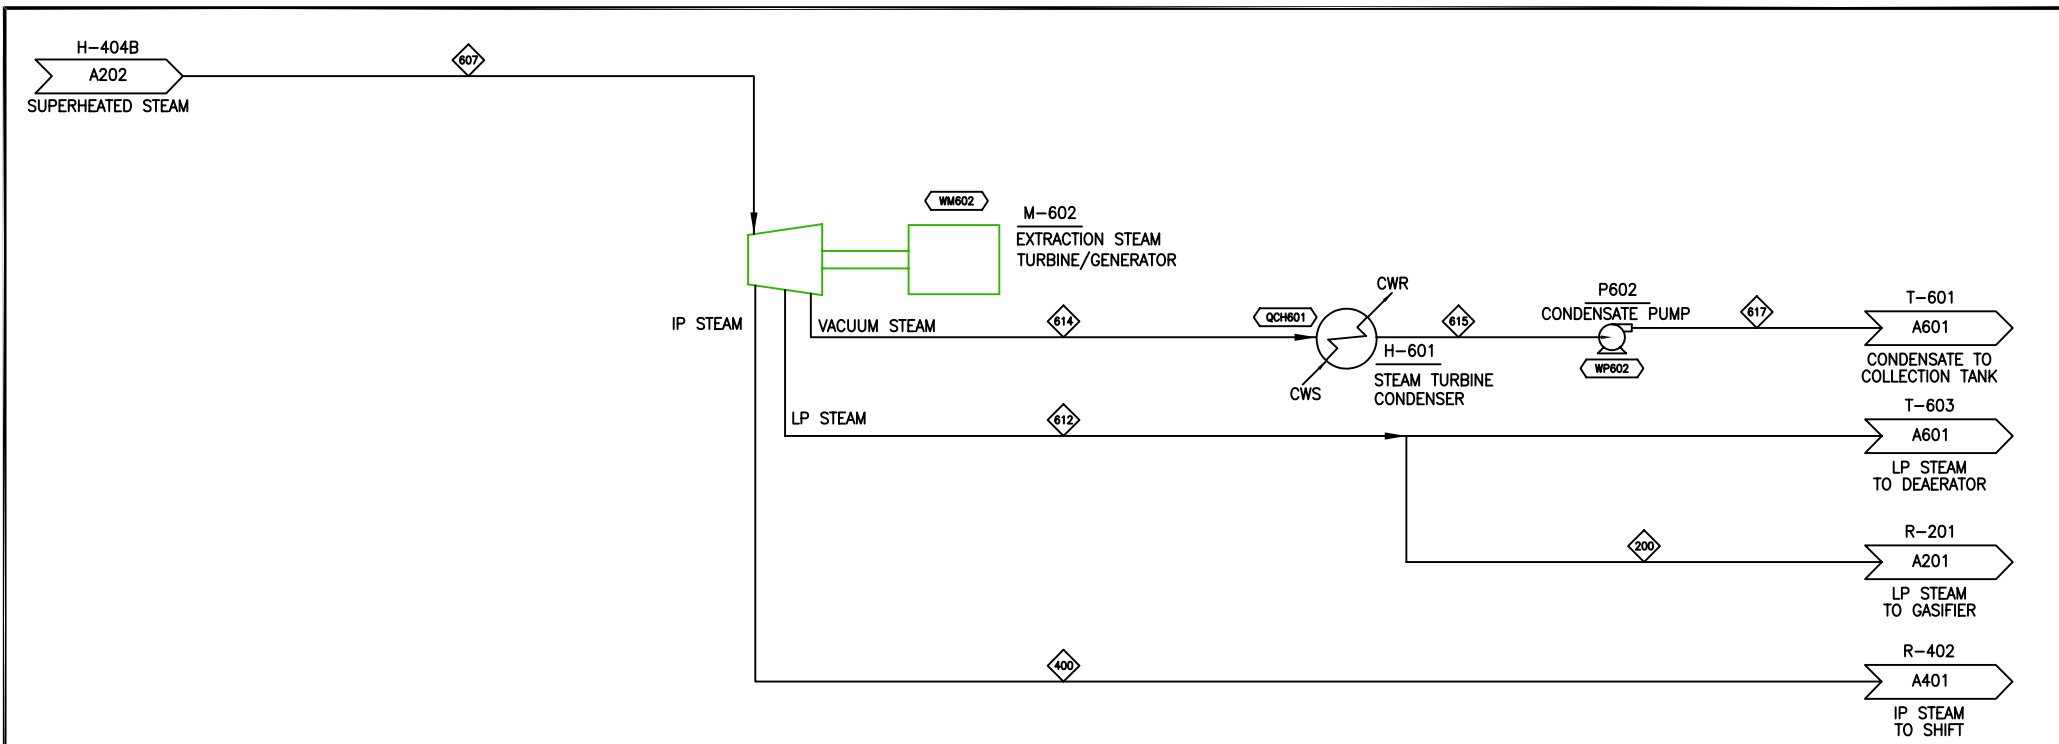 H-404B
A202
SUPERHEATED STEAM
607
WM602
M-602
EXTRACTION STEAM
TURBINE/GENERATOR
IP STEAM
VACUUM STEAM
614
QCH601
CWR
CWS
H-601
STEAM TURBINE
CONDENSER
615
P602
CONDENSATE PUMP
WP602
617
T-601
A601
CONDENSATE TO
COLLECTION TANK
LP STEAM
612
T-603
A601
LP STEAM
TO DEAERATOR
200
R-201
A201
LP STEAM
TO GASIFIER
400
R-402
A401
IP STEAM
TO SHIFT